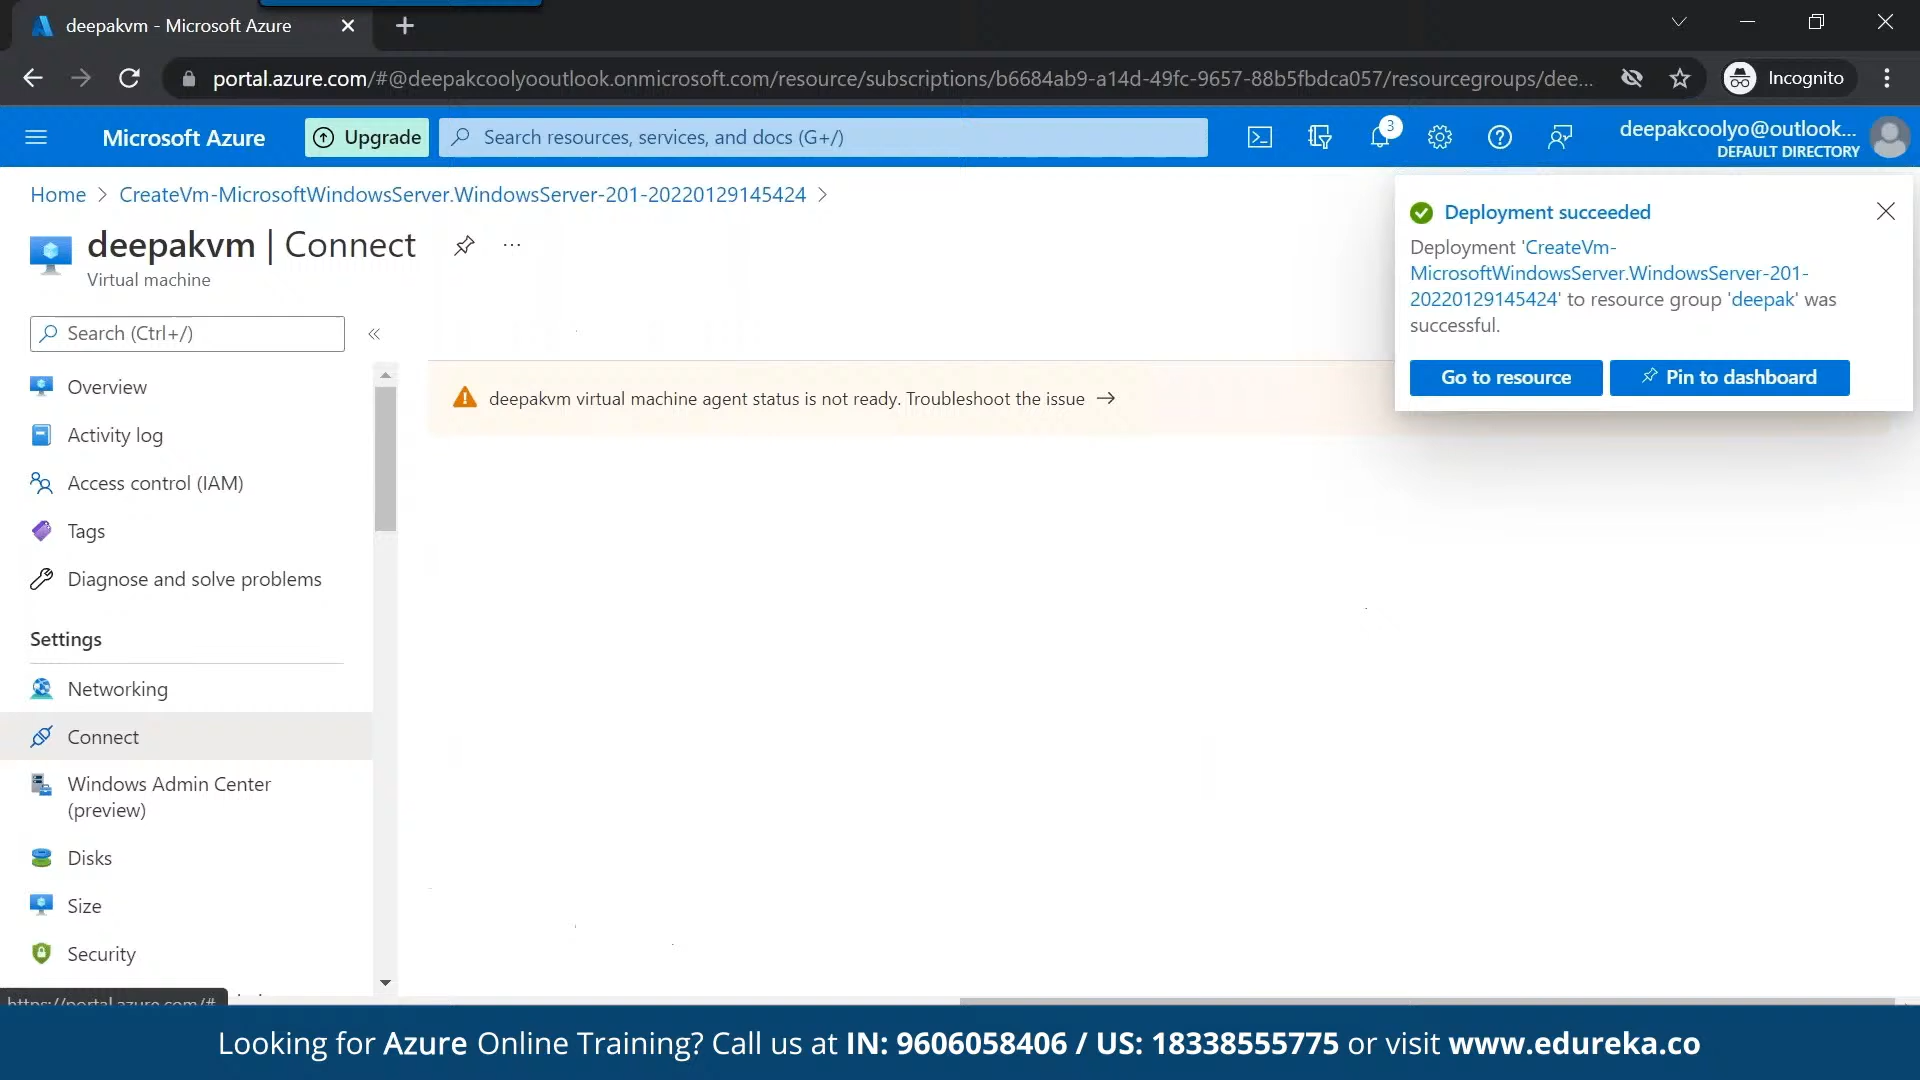 deepakvm - Microsoft Azure
portal.azure.com/#@deepakcoolyooutlook.onmicrosoft.com/resource/subscriptions/b6684ab9-a14d-49fc-9657-88b5fbdca057/resourcegroups/dee...
Incognito
Microsoft Azure
Upgrade
Search resources, services, and docs (G+/)
3
deepakcoolyo@outlook...
DEFAULT DIRECTORY
Home > CreateVm-MicrosoftWindowsServer.WindowsServer-201-20220129145424 >
deepakvm | Connect
...
Virtual machine
Search (Ctrl+/)
«
Overview
Activity log
Access control (IAM)
Tags
Diagnose and solve problems
Settings
Networking
Connect
Windows Admin Center
(preview)
Disks
Size
Security
https://portal.azure.com/#
deepakvm virtual machine agent status is not ready. Troubleshoot the issue →
Deployment succeeded
Deployment 'CreateVm-
MicrosoftWindowsServer.WindowsServer-201-
20220129145424' to resource group 'deepak' was
successful.
Go to resource
Pin to dashboard
Looking for Azure Online Training? Call us at IN: 9606058406 / US: 18338555775 or visit www.edureka.co